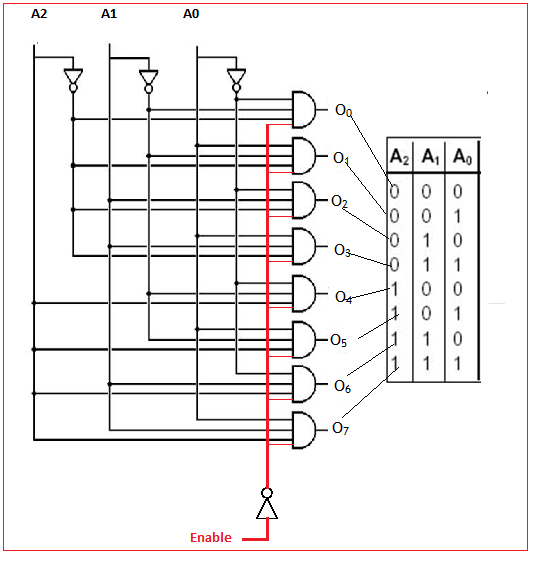 A2 A1 A0
O0
O1
O2
O3
O4
O5
O6
O7
A2 A1 A0
0 0 0
0 0 1
0 1 0
0 1 1
1 0 0
1 0 1
1 1 0
1 1 1
Enable